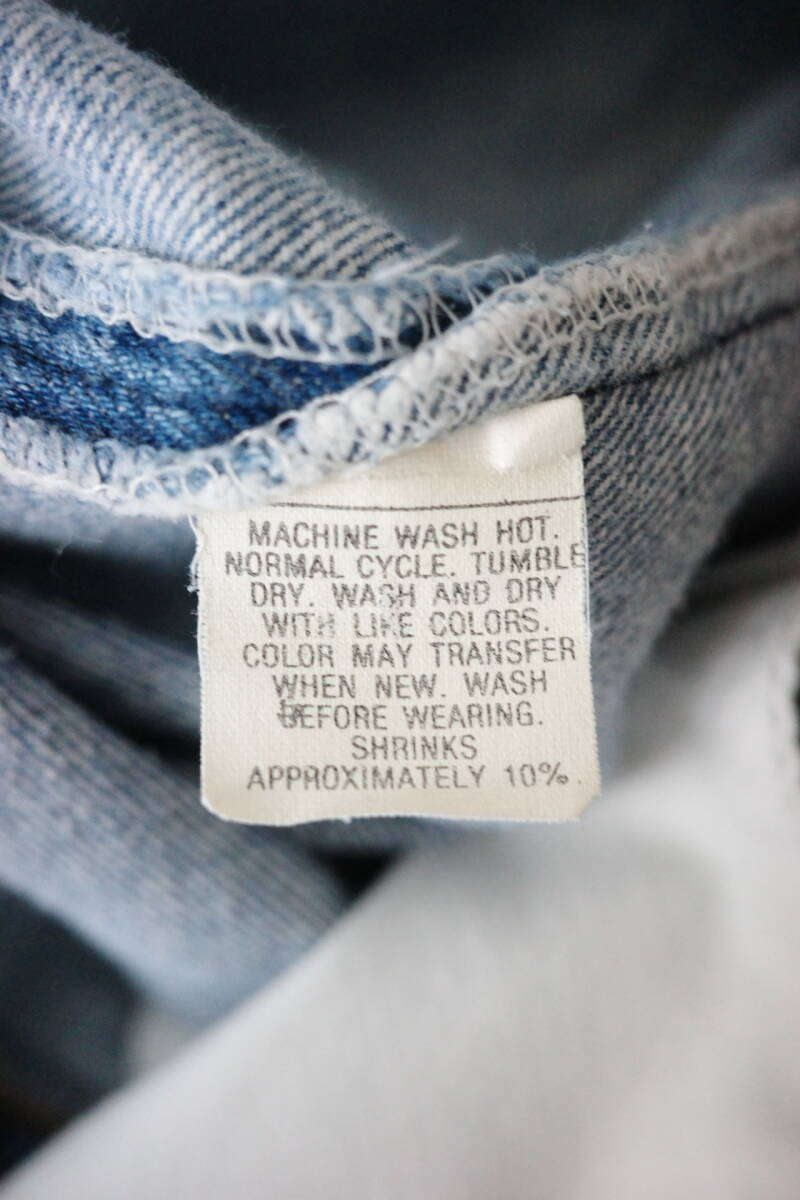 MACHINE WASH HOT.
NORMAL CYCLE. TUMBLE
DRY. WASH AND DRY
WITH LIKE COLORS.
COLOR MAY TRANSFER
WHEN NEW. WASH
BEFORE WEARING.
SHRINKS
APPROXIMATELY 10%.